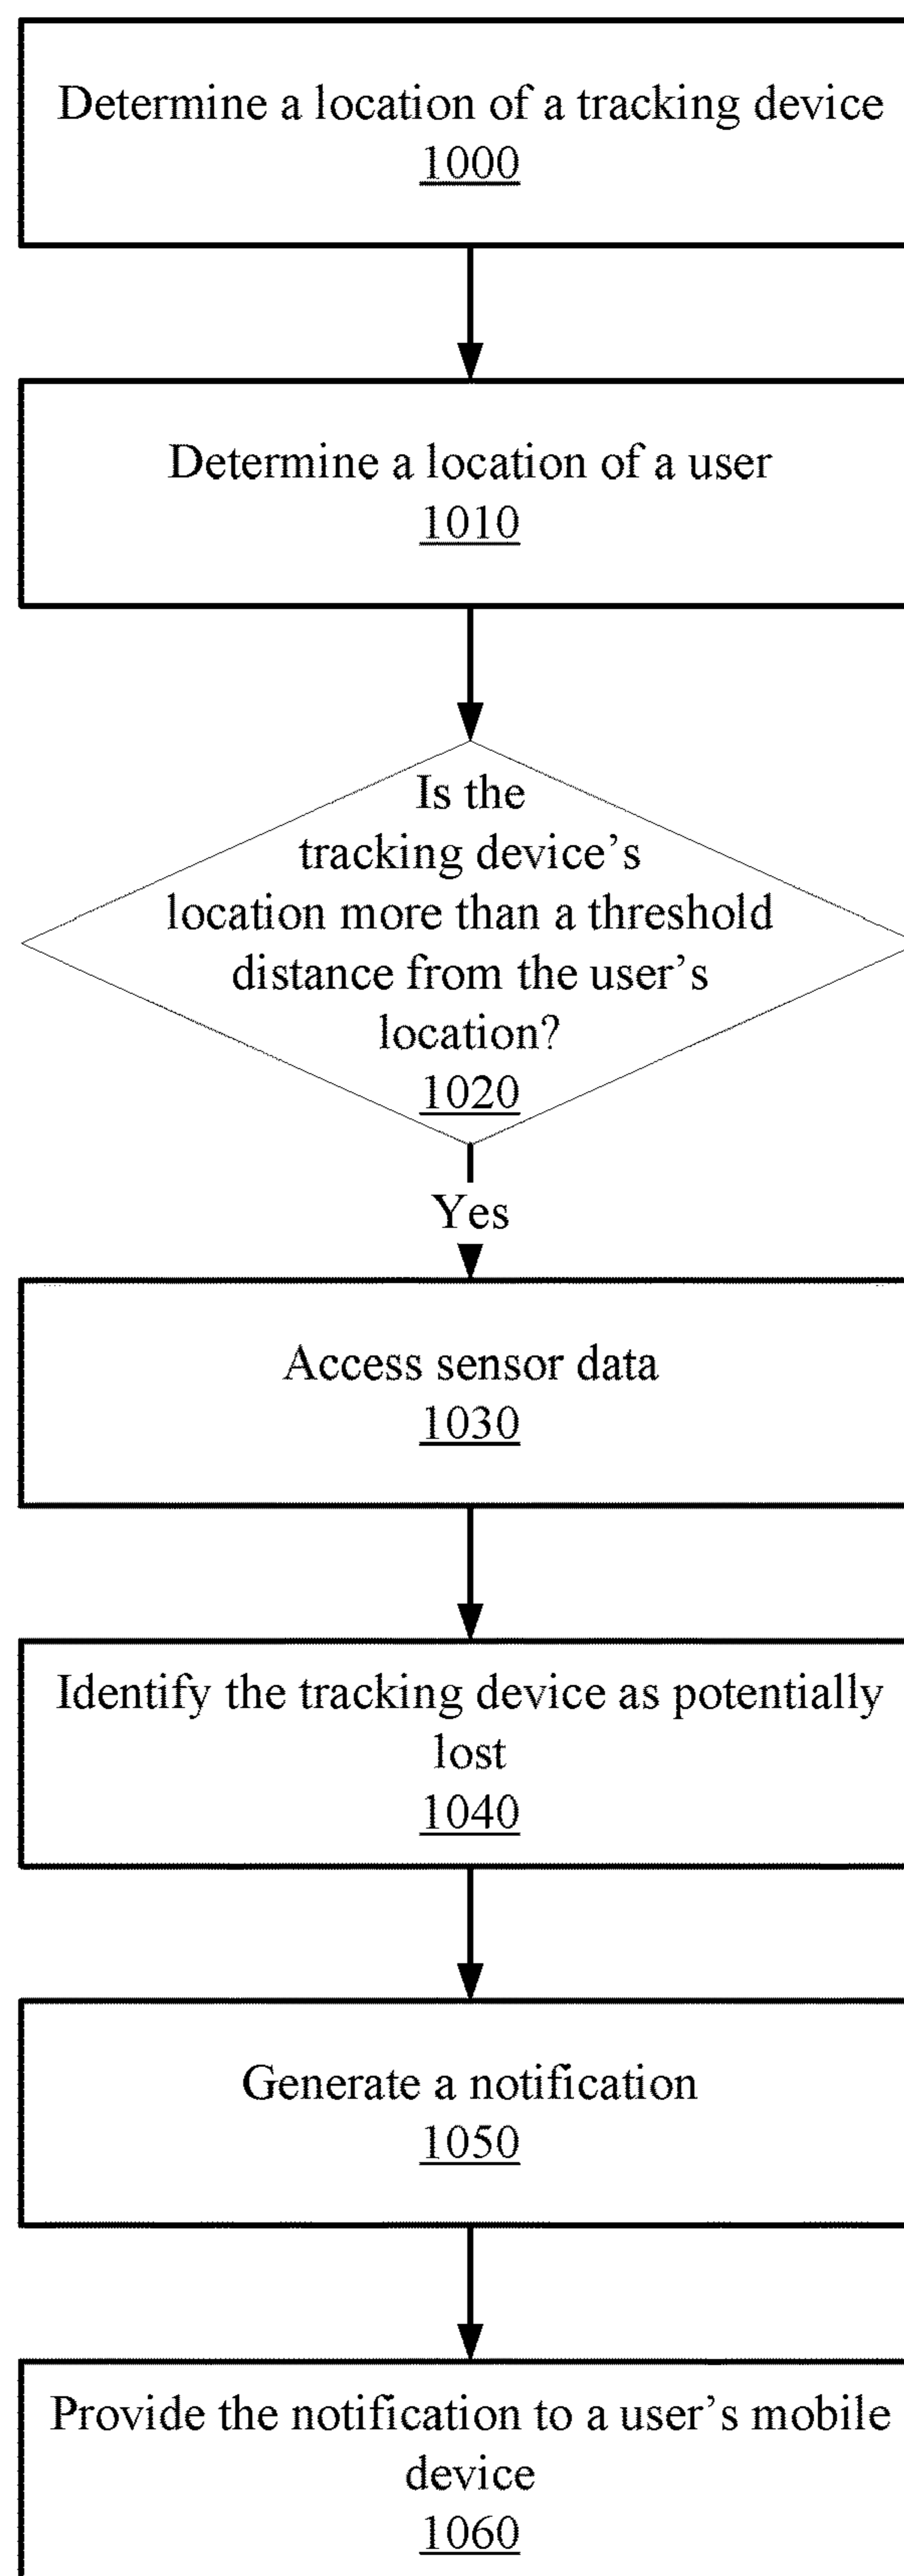 Determine a location of a tracking device
1000
Determine a location of a user
1010
Is the
tracking device’s
location more than a threshold
distance from the user’s
location?
1020
Yes
Access sensor data
1030
Identify the tracking device as potentially
lost
1040
Generate a notification
1050
Provide the notification to a user’s mobile
device
1060